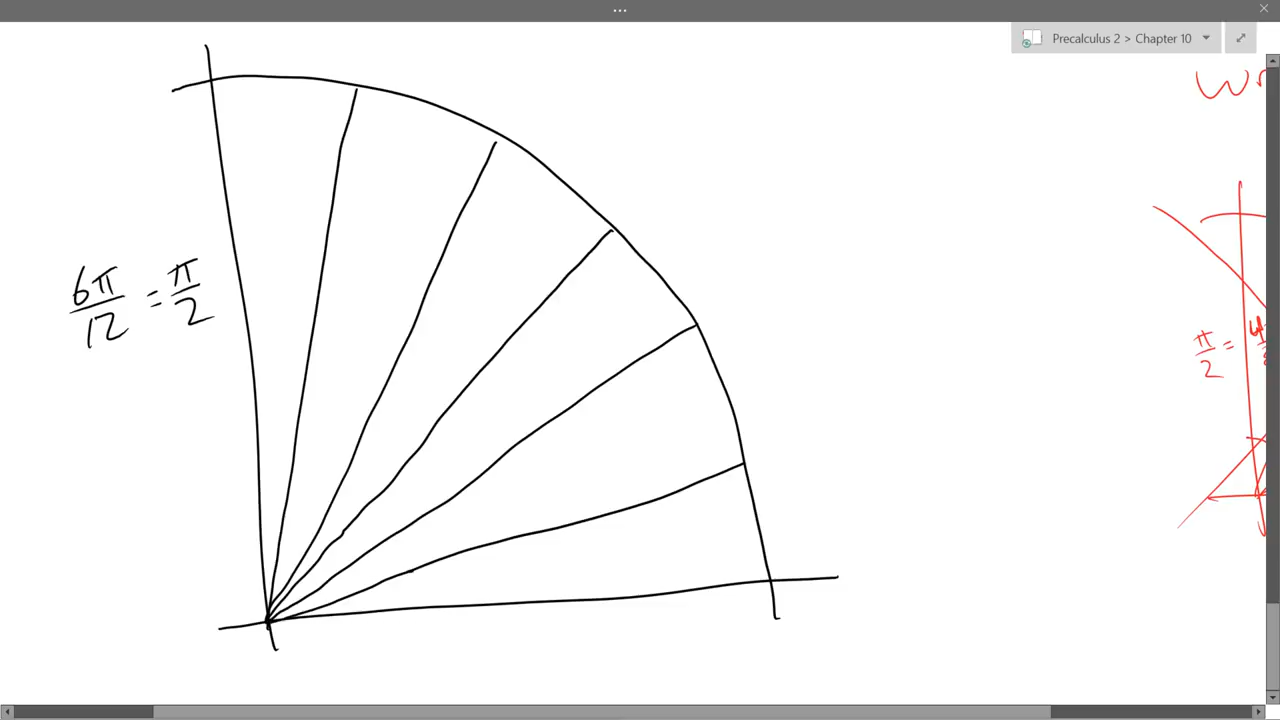 Precalculus 2 > Chapter 10
6π/12 = π/2
π/2 =